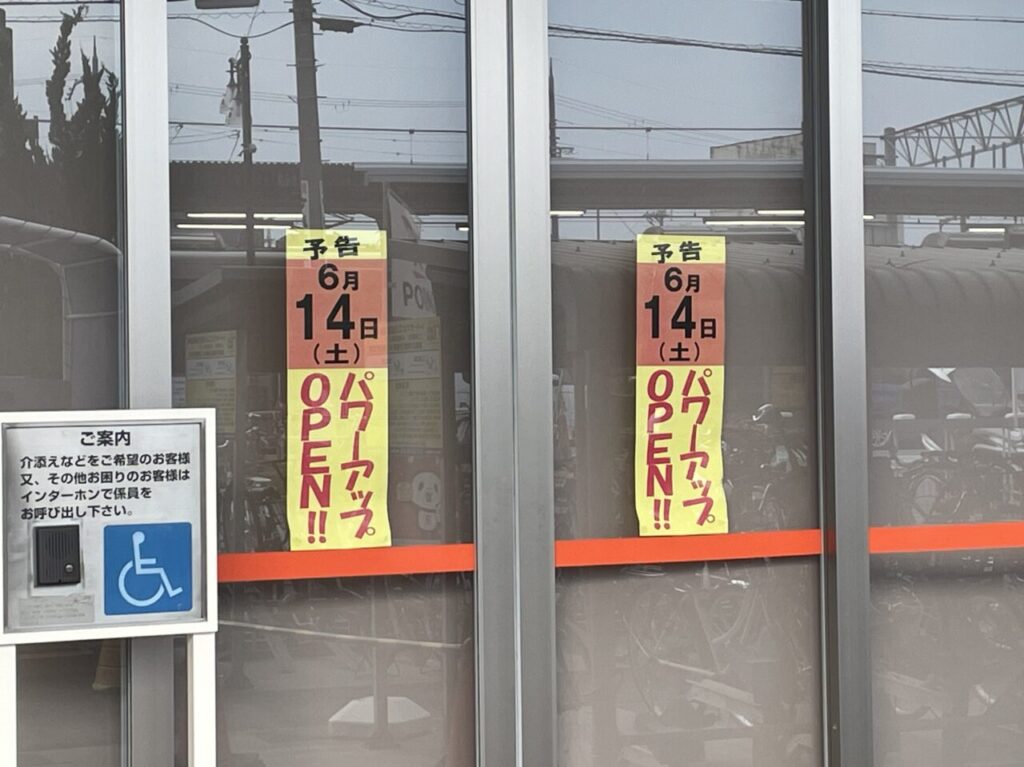 予告
6月
14日
(土)
パワーアップ
OPEN!!
予告
6月
14日
(土)
パワーアップ
OPEN!!
ご案内
介添えなどをご希望のお客様
又、その他お困りのお客様は
インターホンで係員を
お呼び出し下さい。